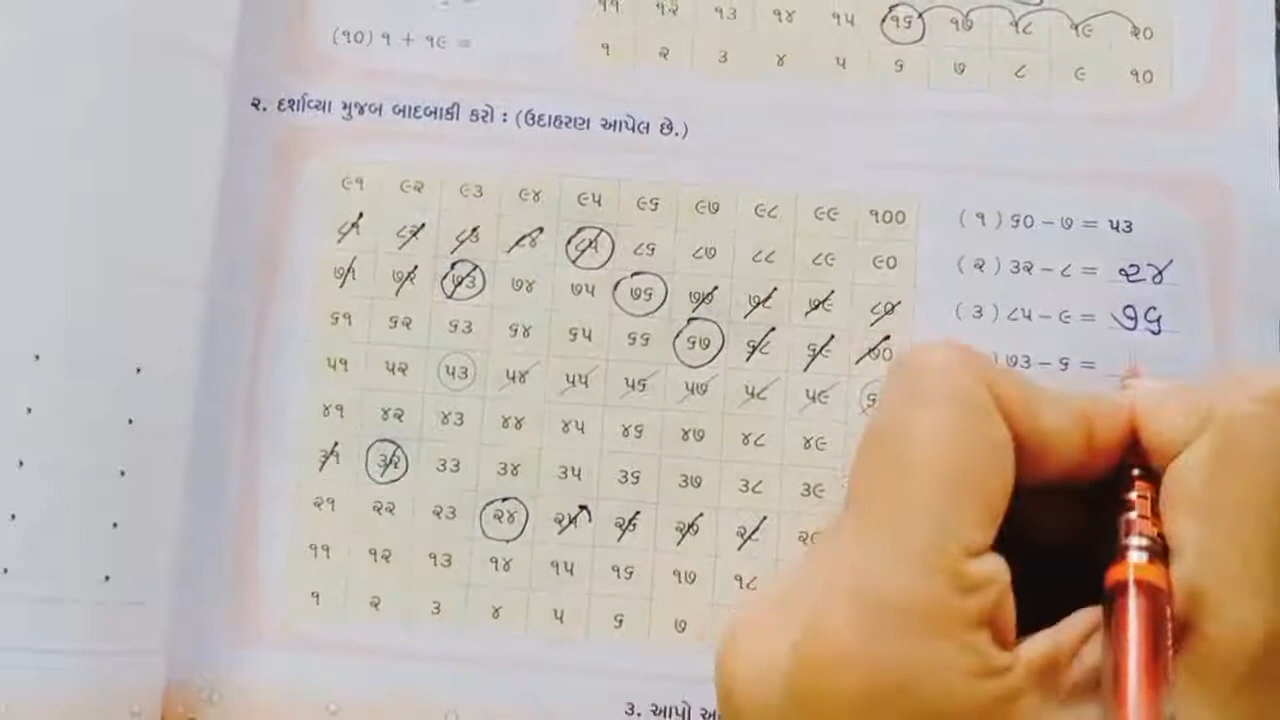 ૧૧ ૧૨ ૧૩ ૧૪ ૧૫ ૧૬ ૧૭ ૧૮ ૧૯ ૨૦
(૧૦) ૧ + ૧૯ =
૧ ૨ ૩ ૪ ૫ ૬ ૭ ૮ ૯ ૧૦
૨. દર્શાવ્યા મુજબ બાદબાકી કરો : (ઉદાહરણ આપેલ છે.)
૯૧ ૯૨ ૯૩ ૯૪ ૯૫ ૯૬ ૯૭ ૯૮ ૯૯ ૧૦૦
૮૧ ૮૨ ૮૩ ૮૪ ૮૫ ૮૬ ૮૭ ૮૮ ૮૯ ૯૦
૭૧ ૭૨ ૭૩ ૭૪ ૭૫ ૭૬ ૭૭ ૭૮ ૭૯ ૮૦
૬૧ ૬૨ ૬૩ ૬૪ ૬૫ ૬૬ ૬૭ ૬૮ ૬૯ ૭૦
૫૧ ૫૨ ૫૩ ૫૪ ૫૫ ૫૬ ૫૭ ૫૮ ૫૯
૪૧ ૪૨ ૪૩ ૪૪ ૪૫ ૪૬ ૪૭ ૪૮ ૪૯
૩૧ ૩૨ ૩૩ ૩૪ ૩૫ ૩૬ ૩૭ ૩૮ ૩૯
૨૧ ૨૨ ૨૩ ૨૪ ૨૫ ૨૬ ૨૭ ૨૮ ૨૯
૧૧ ૧૨ ૧૩ ૧૪ ૧૫ ૧૬ ૧૭ ૧૮
૧ ૨ ૩ ૪ ૫ ૬ ૭
(૧) ૬૦ − ૭ = ૫૩
(૨) ૩૨ − ૮ = ૨૪
(૩) ૮૫ − ૯ = ૭૬
) ૭૩ − ૬ =
૩. આપો